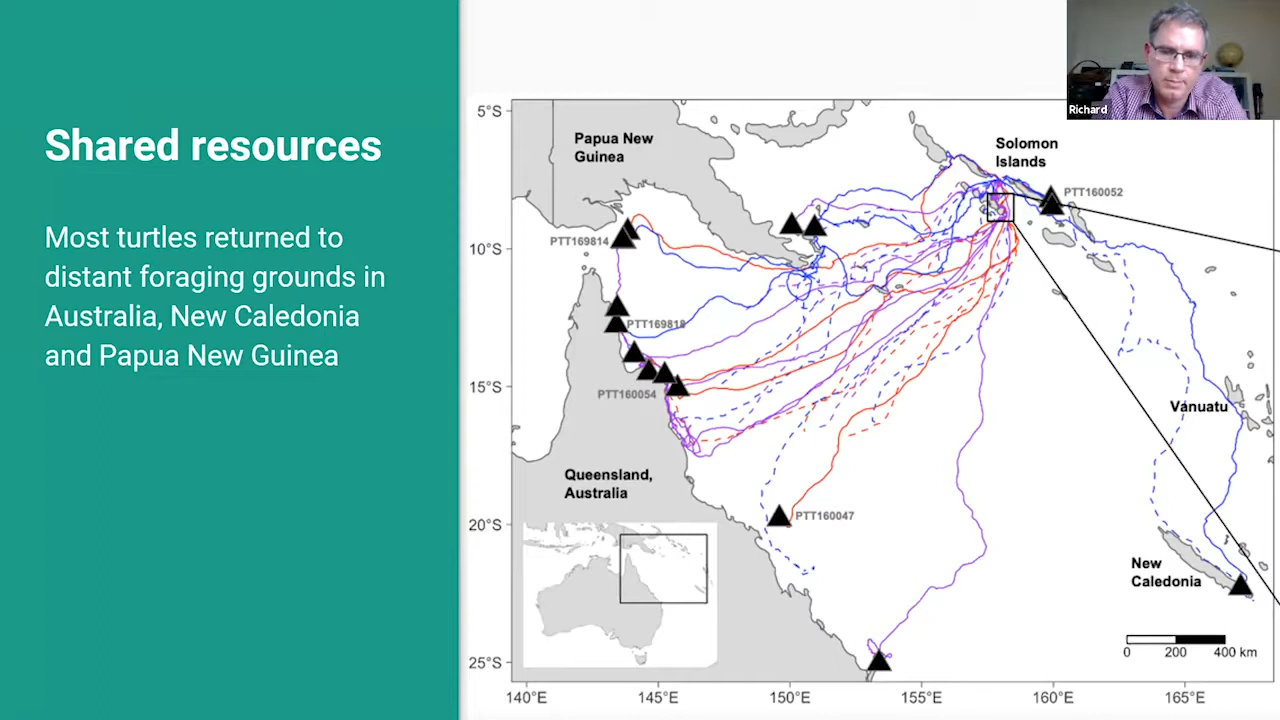 Shared resources
Most turtles returned to
distant foraging grounds in
Australia, New Caledonia
and Papua New Guinea
Richard
5°S
10°S
15°S
20°S
25°S
Papua New
Guinea
Solomon
Islands
PTT160052
PTT169814
PTT169818
PTT160054
Vanuatu
Queensland,
Australia
PTT160047
New
Caledonia
0 200 400 km
140°E 145°E 150°E 155°E 160°E 165°E